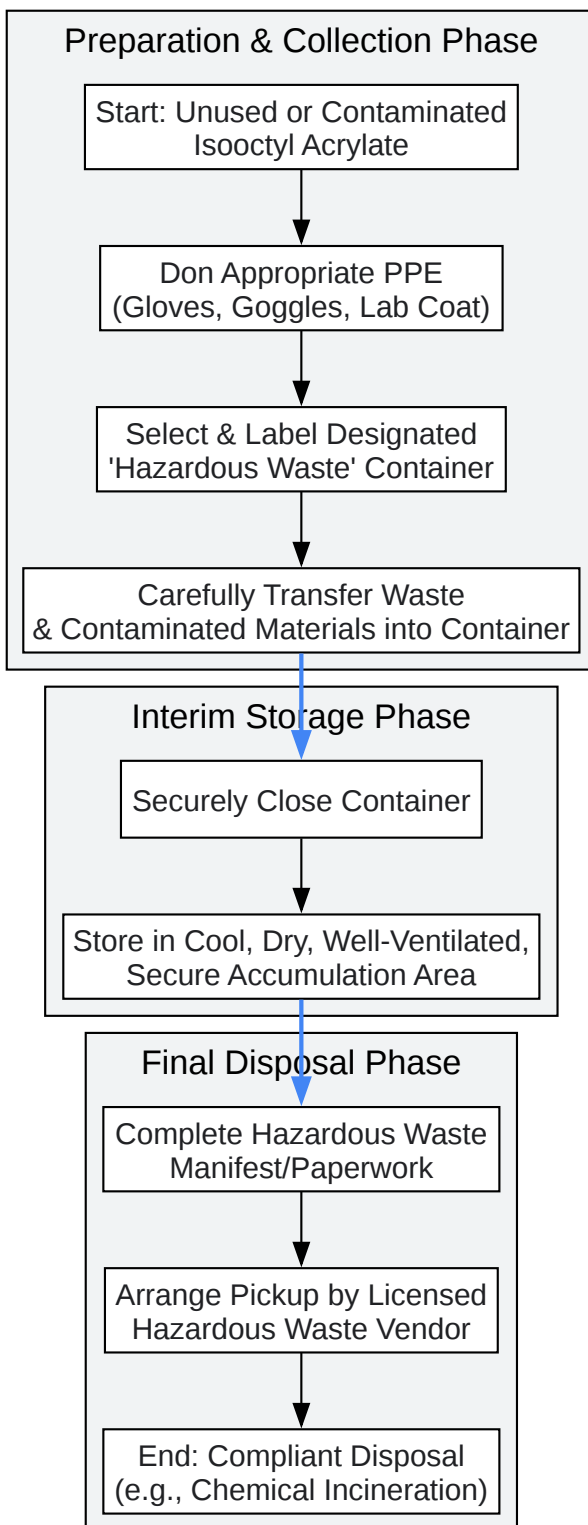 Preparation & Collection Phase
Start: Unused or Contaminated
Isooctyl Acrylate
Don Appropriate PPE
(Gloves, Goggles, Lab Coat)
Select & Label Designated
'Hazardous Waste' Container
Carefully Transfer Waste
& Contaminated Materials into Container
Interim Storage Phase
Securely Close Container
Store in Cool, Dry, Well-Ventilated,
Secure Accumulation Area
Final Disposal Phase
Complete Hazardous Waste
Manifest/Paperwork
Arrange Pickup by Licensed
Hazardous Waste Vendor
End: Compliant Disposal
(e.g., Chemical Incineration)